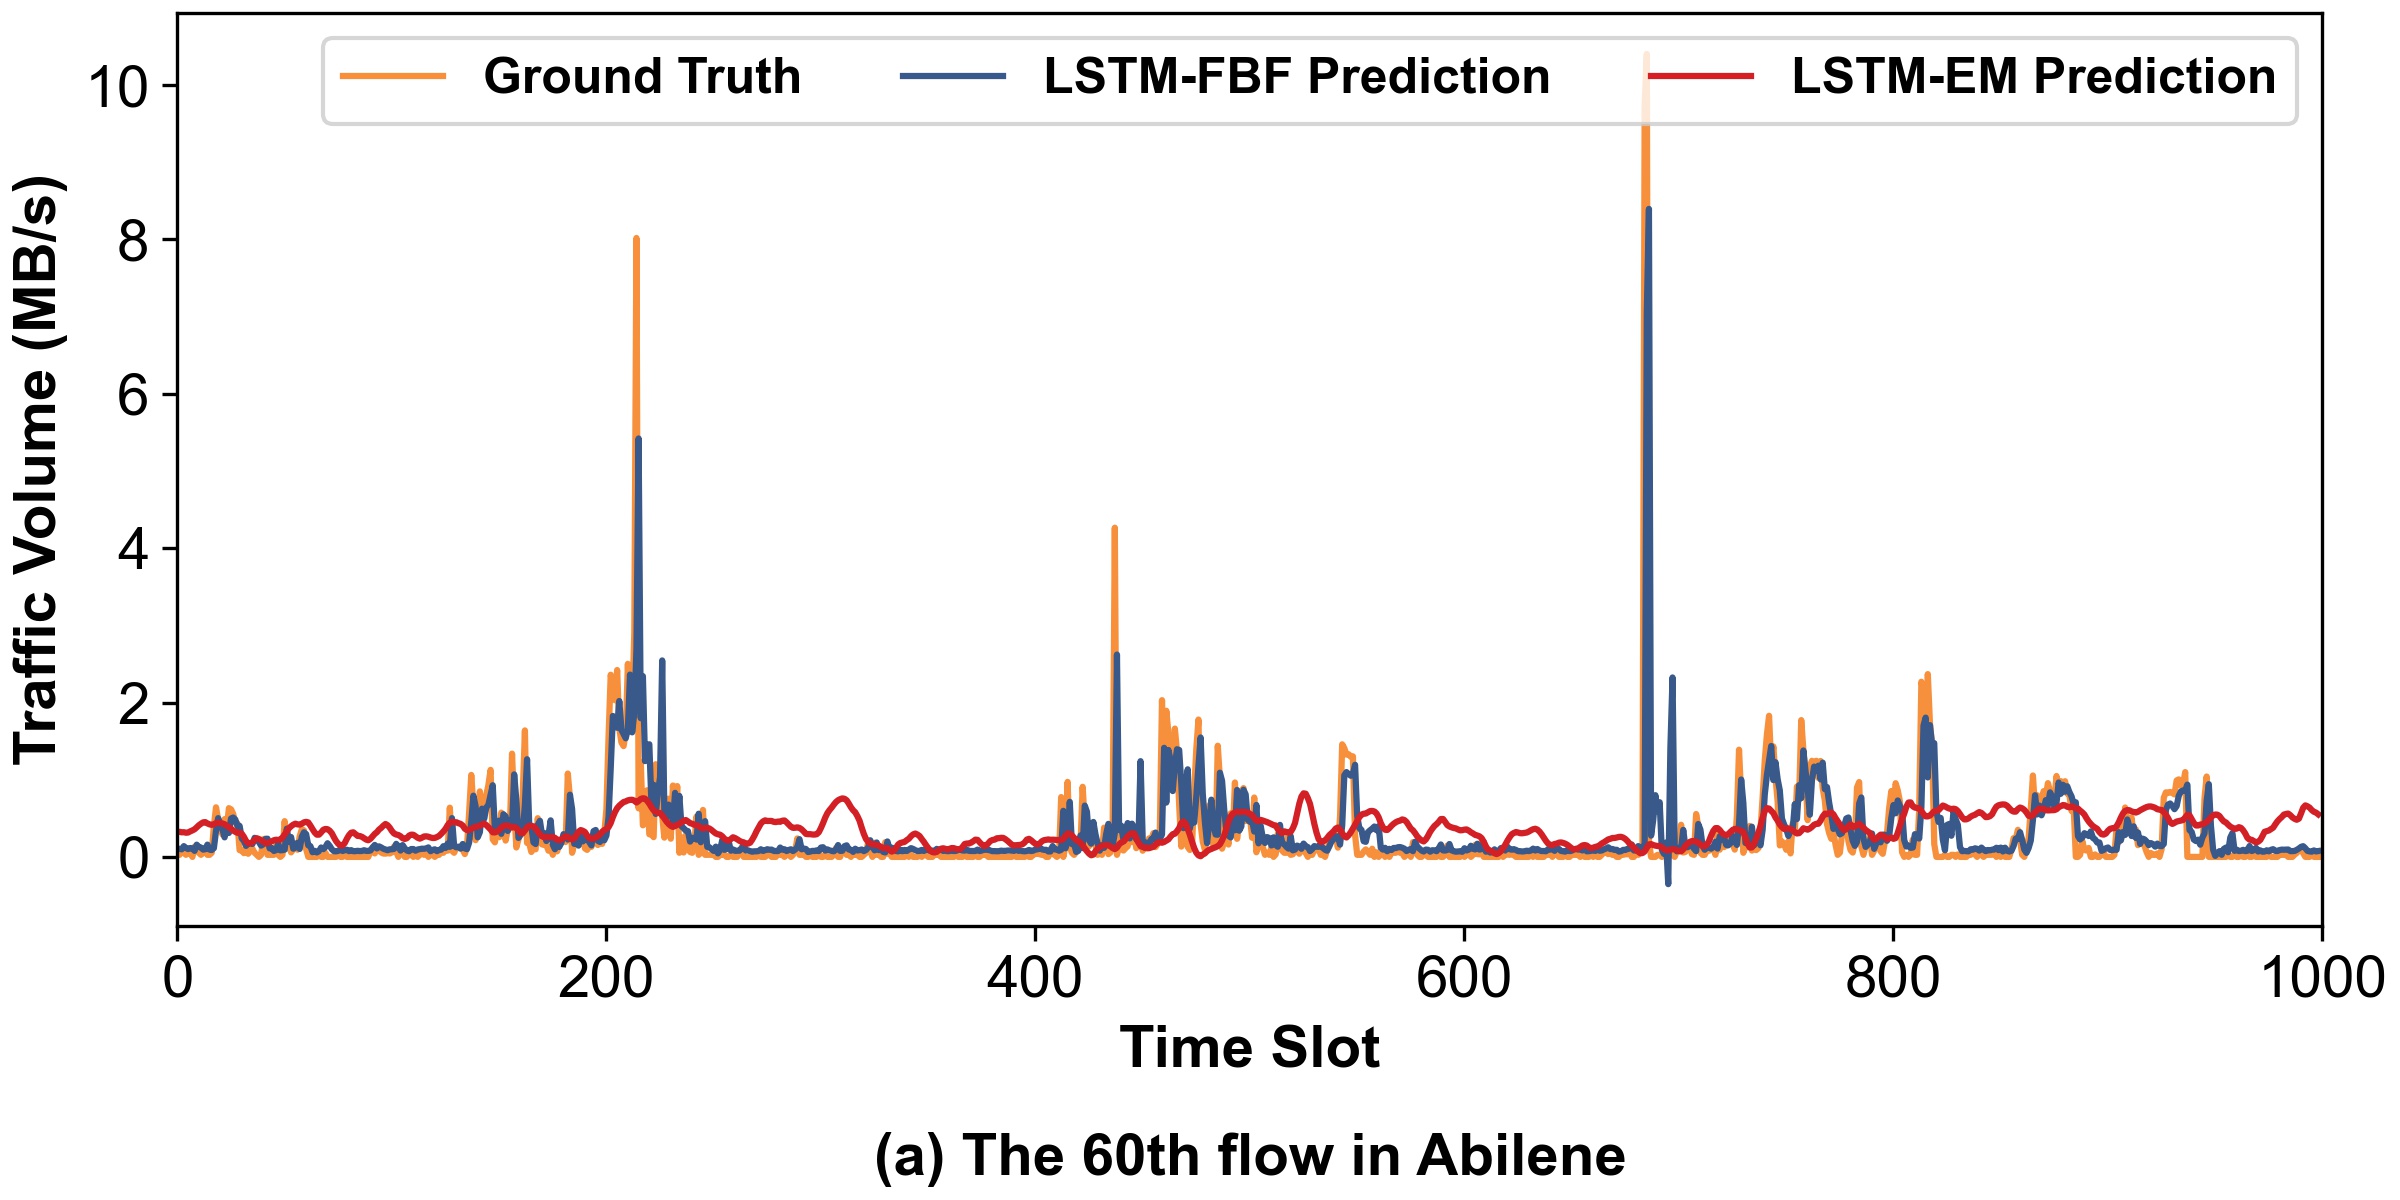 Ground Truth LSTM-FBF Prediction LSTM-EM Prediction
Traffic Volume (MB/s)
10
8
6
4
2
0
0 200 400 600 800 1000
Time Slot
(a) The 60th flow in Abilene